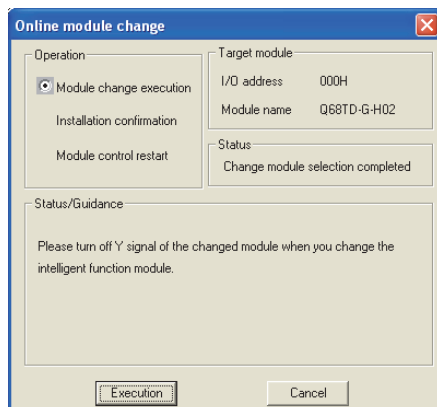 Online module change
Operation
Module change execution
Installation confirmation
Module control restart
Target module
I/O address 000H
Module name Q68TD-G-H02
Status
Change module selection completed
Status/Guidance
Please turn off Y signal of the changed module when you change the
intelligent function module.
Execution Cancel